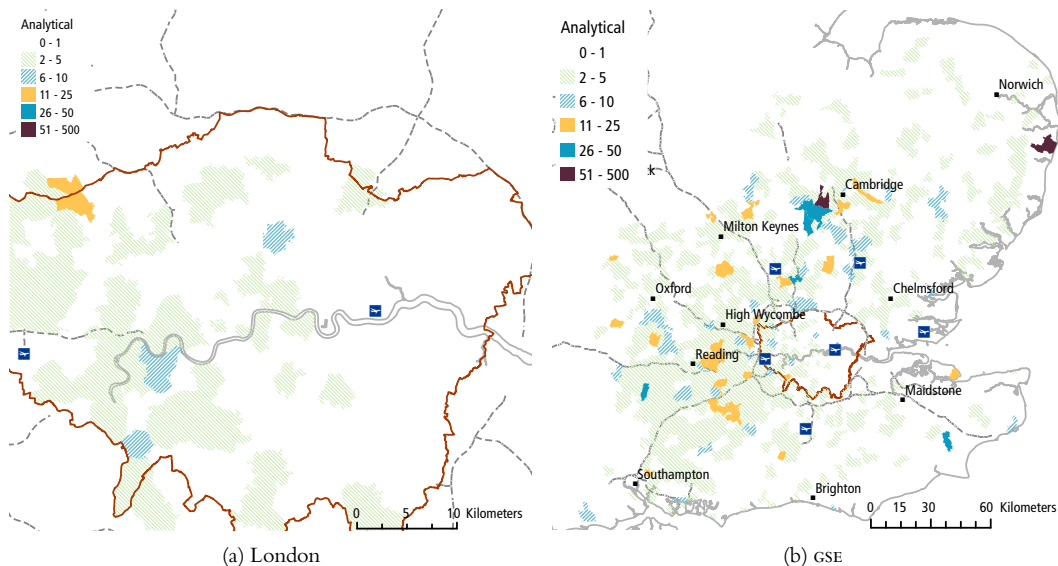 Analytical
0 - 1
2 - 5
6 - 10
11 - 25
26 - 50
51 - 500
0 5 10 Kilometers
(a) London
Analytical
0 - 1
2 - 5
6 - 10
11 - 25
26 - 50
51 - 500
Norwich
Cambridge
Milton Keynes
Oxford
Chelmsford
High Wycombe
Reading
Maidstone
Southampton
Brighton
0 15 30 60 Kilometers
(b) GSE